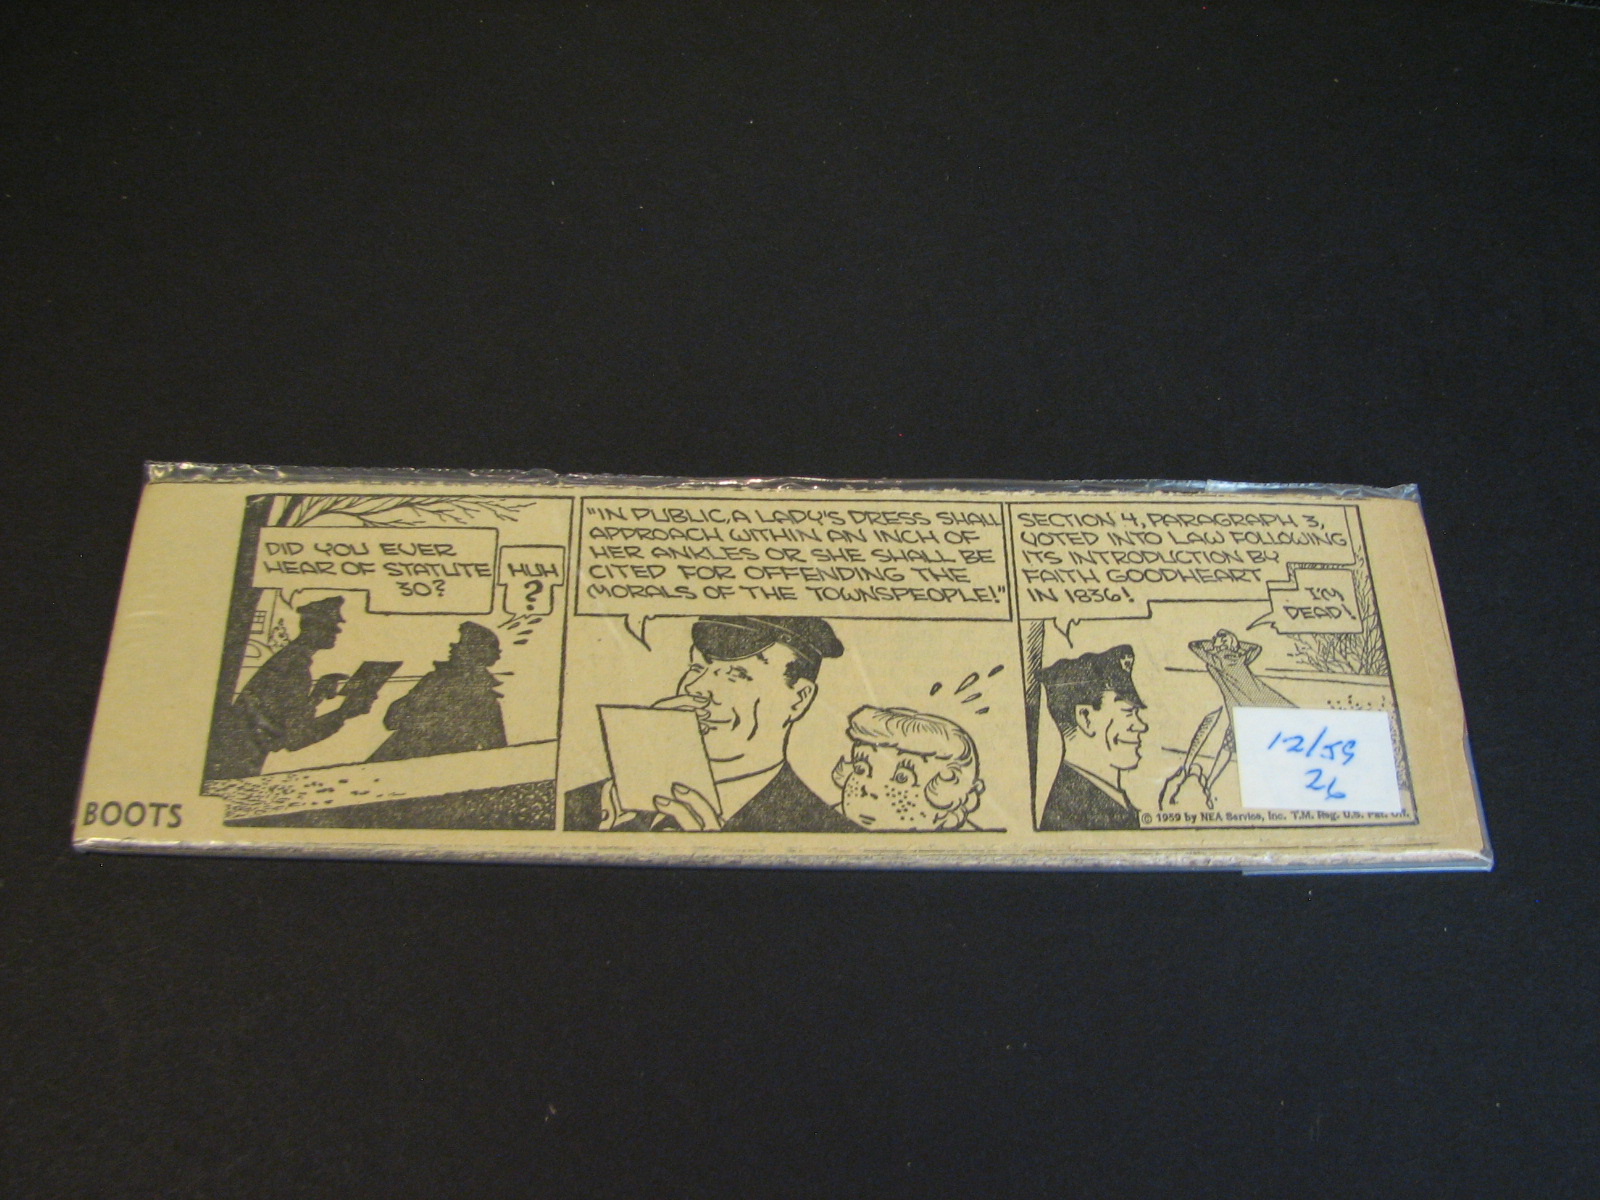 DID YOU EVER
HEAR OF STATUTE
30?
HUH
?
"IN PUBLIC, A LADY'S DRESS SHALL
APPROACH WITHIN AN INCH OF
HER ANKLES OR SHE SHALL BE
CITED FOR OFFENDING THE
MORALS OF THE TOWNSPEOPLE!"
SECTION 4, PARAGRAPH 3,
VOTED INTO LAW FOLLOWING
ITS INTRODUCTION BY
FAITH GOODHEART
IN 1836!
I'M
DEAD!
12/59
26
BOOTS
© 1959 by NEA Service, Inc. T.M. Reg. U.S. Pat. Off.